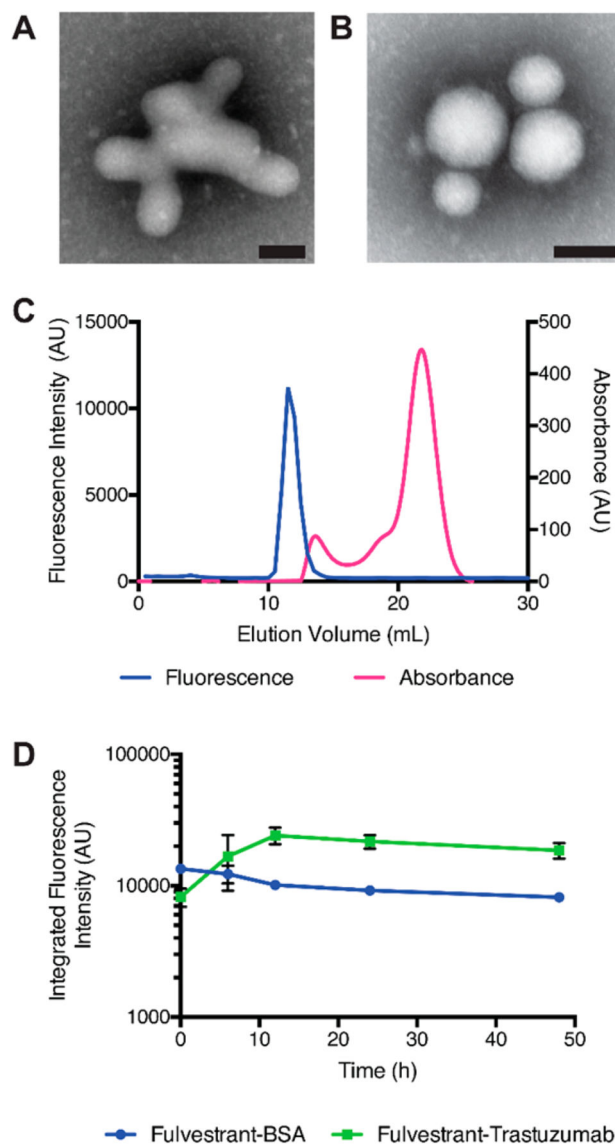 A
B
C
15000
10000
5000
0
Fluorescence Intensity (AU)
500
400
300
200
100
0
Absorbance (AU)
0
10
20
30
Elution Volume (mL)
Fluorescence
Absorbance
D
100000
10000
1000
Integrated Fluorescence
Intensity (AU)
0
10
20
30
40
50
Time (h)
Fulvestrant-BSA
Fulvestrant-Trastuzumab